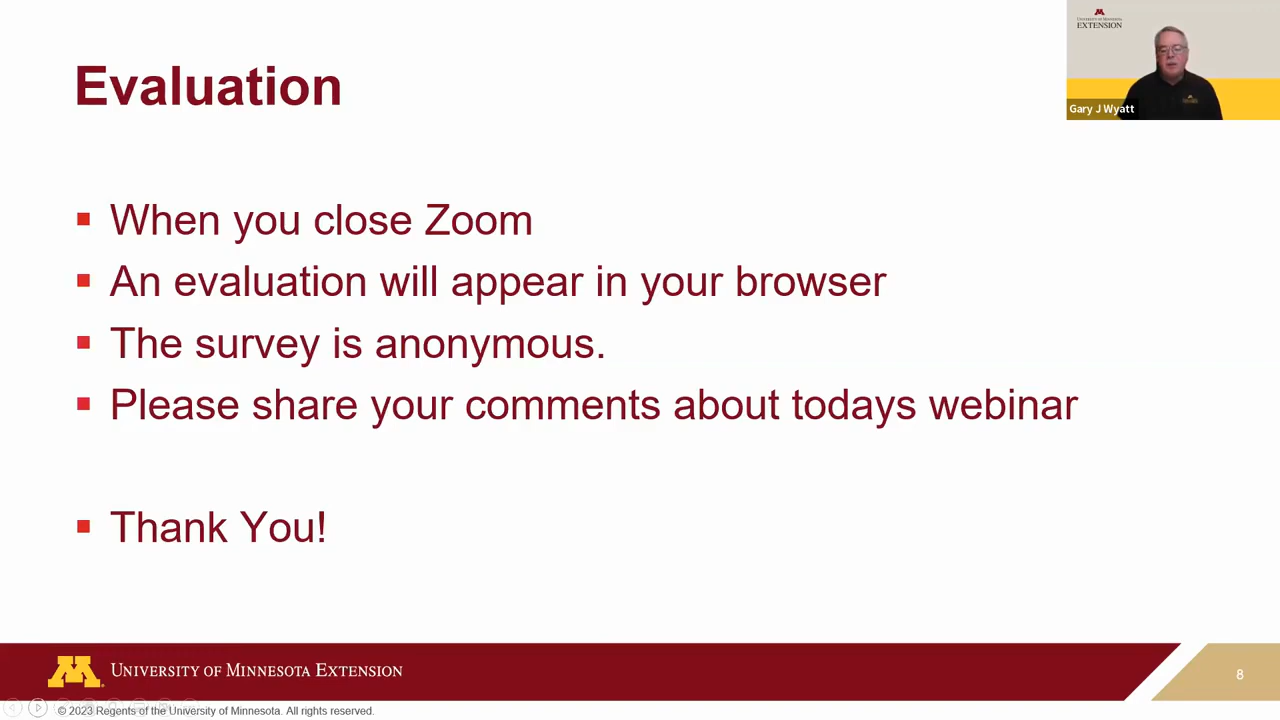 Evaluation
UNIVERSITY OF MINNESOTA
EXTENSION
Gary J Wyatt
When you close Zoom
An evaluation will appear in your browser
The survey is anonymous.
Please share your comments about todays webinar
Thank You!
M
UNIVERSITY OF MINNESOTA EXTENSION
8
© 2023 Regents of the University of Minnesota. All rights reserved.